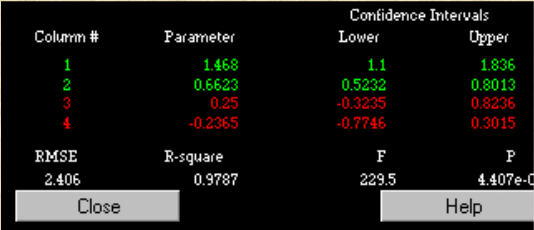 Confidence Intervals
Column # Parameter Lower Upper
1 1.468 1.1 1.836
2 0.6623 0.5232 0.8013
3 0.25 -0.3235 0.8236
4 -0.2365 -0.7746 0.3015
RMSE R-square F P
2.406 0.9787 229.5 4.407e-0
Close Help